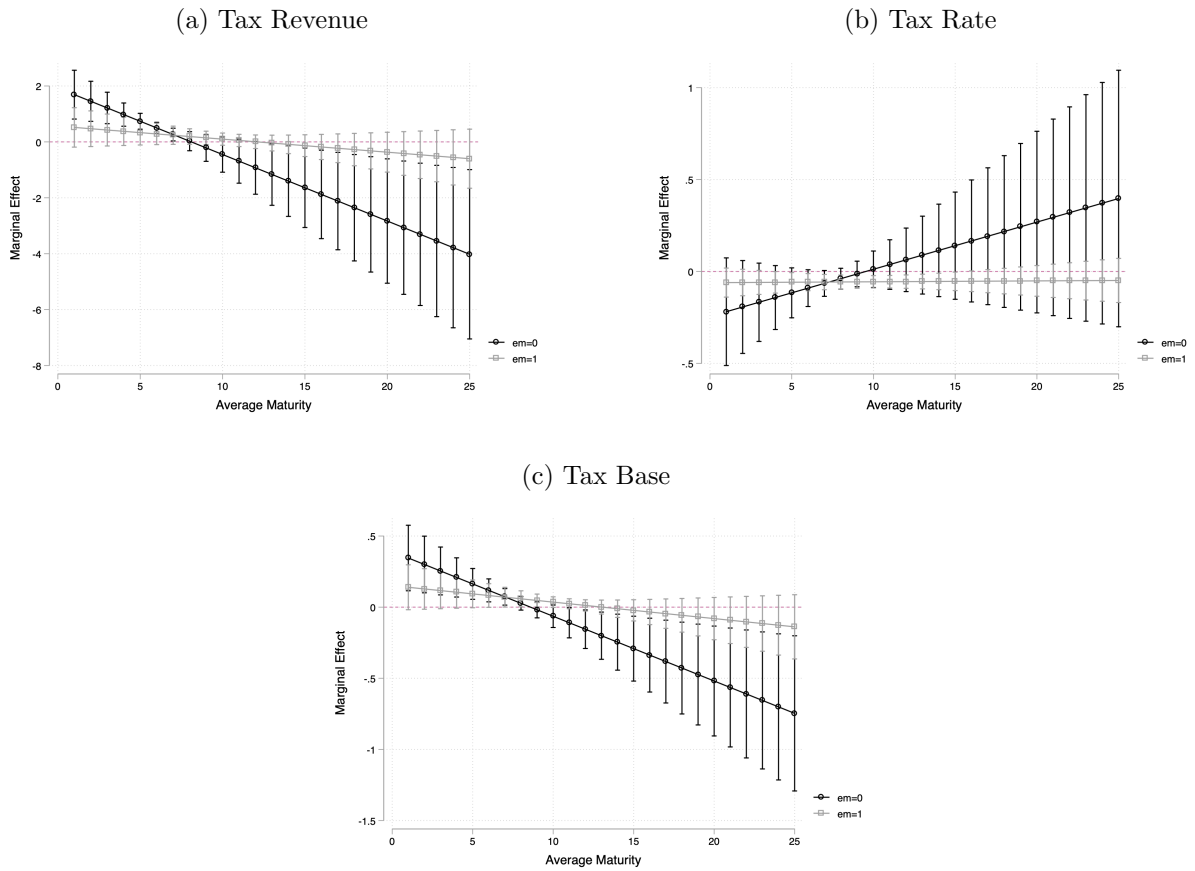 (a) Tax Revenue
(b) Tax Rate
2
0
-2
-4
-6
-8
Marginal Effect
0 5 10 15 20 25
Average Maturity
em=0
em=1
1
.5
0
-.5
Marginal Effect
0 5 10 15 20 25
Average Maturity
em=0
em=1
(c) Tax Base
.5
0
-.5
-1
-1.5
Marginal Effect
0 5 10 15 20 25
Average Maturity
em=0
em=1